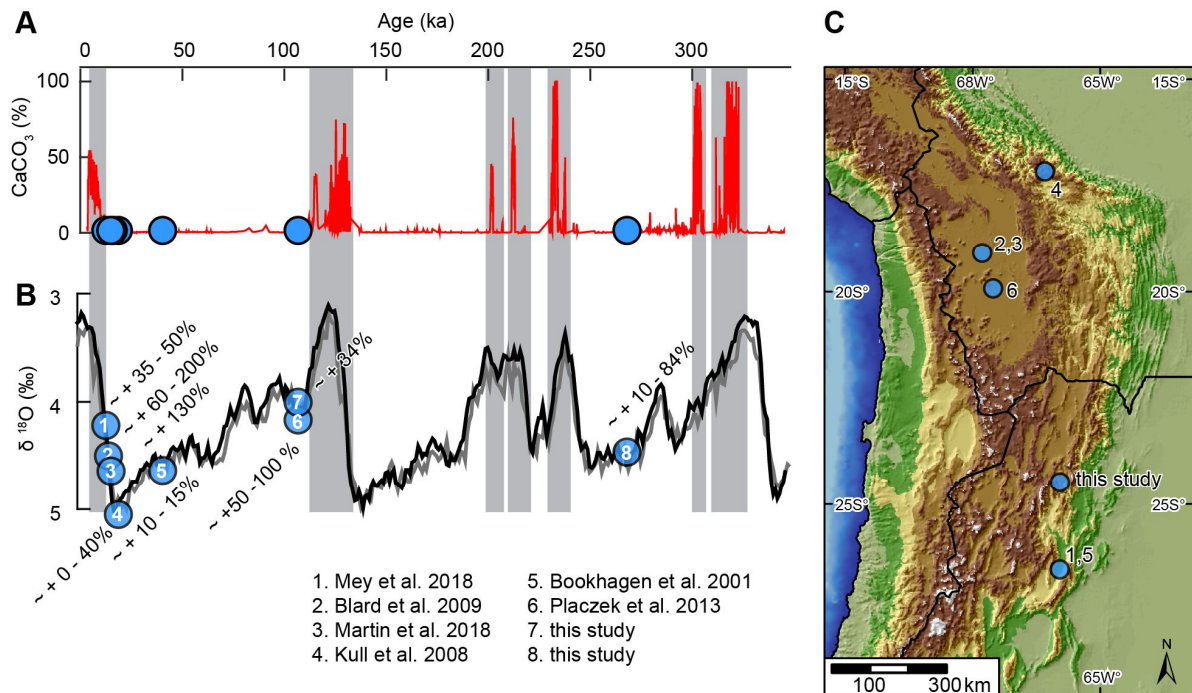 A
Age (ka)
0 50 100 150 200 250 300
CaCO3 (%)
100
50
0
B
δ 18O (‰)
3
4
5
~ + 35 - 50%
~ + 60 - 200%
~ + 130%
~ + 10 - 15%
~ + 0 - 40%
~ +50 -100 %
~ + 34%
~ + 10 - 84%
1
2
3
4
5
6
7
8
1. Mey et al. 2018
2. Blard et al. 2009
3. Martin et al. 2018
4. Kull et al. 2008
5. Bookhagen et al. 2001
6. Placzek et al. 2013
7. this study
8. this study
C
15°S 68W° 65W° 15S°
4
2,3
6
20S° 20S°
this study
25S° 25S°
1,5
65W°
N
100 300 km